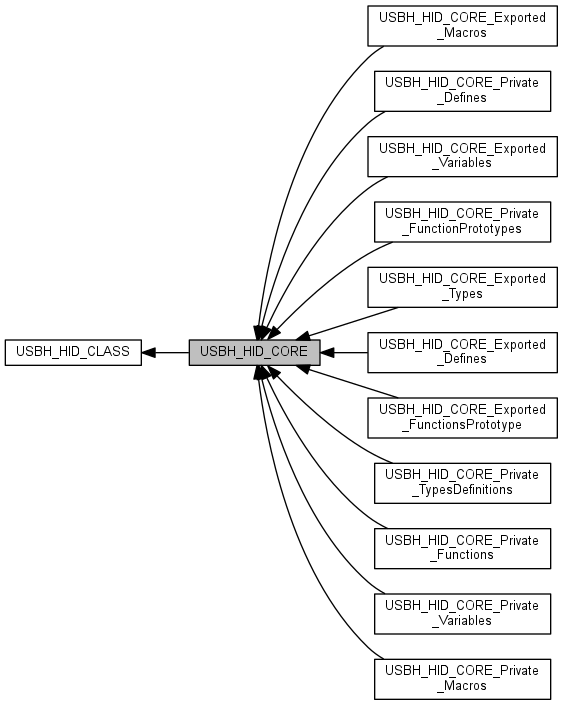 USBH_HID_CORE_Exported
_Macros
USBH_HID_CORE_Private
_Defines
USBH_HID_CORE_Exported
_Variables
USBH_HID_CORE_Private
_FunctionPrototypes
USBH_HID_CORE_Exported
_Types
USBH_HID_CLASS
USBH_HID_CORE
USBH_HID_CORE_Exported
_Defines
USBH_HID_CORE_Exported
_FunctionsPrototype
USBH_HID_CORE_Private
_TypesDefinitions
USBH_HID_CORE_Private
_Functions
USBH_HID_CORE_Private
_Variables
USBH_HID_CORE_Private
_Macros